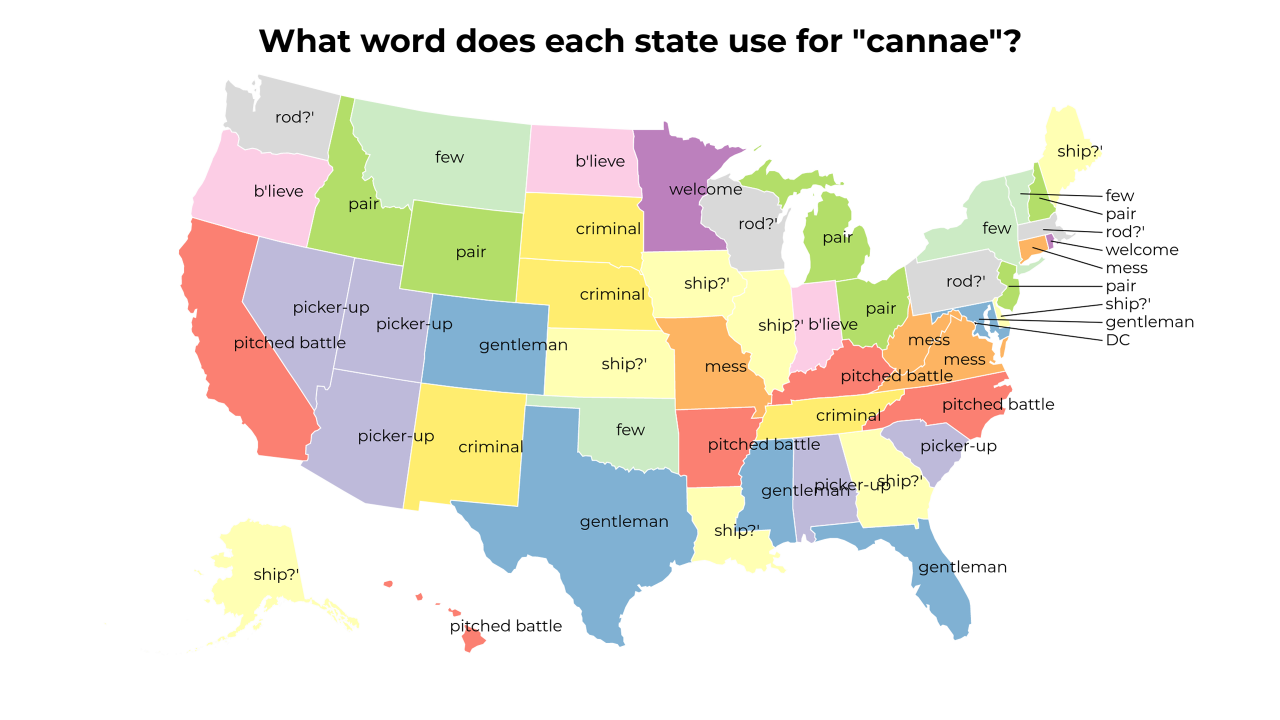 What word does each state use for "cannae"?
rod?'
few
b'lieve
welcome
ship?'
b'lieve
pair
criminal
rod?'
few
few
pair
pair
pair
rod?'
welcome
mess
criminal
ship?'
rod?'
pair
picker-up
picker-up
ship?' b'lieve
pair
ship?'
gentleman
DC
pitched battle
gentleman
ship?'
mess
mess
mess
pitched battle
picker-up
criminal
few
pitched battle
criminal
pitched battle
picker-up
gentleman
picker-up
ship?'
gentleman
ship?'
ship?'
gentleman
pitched battle